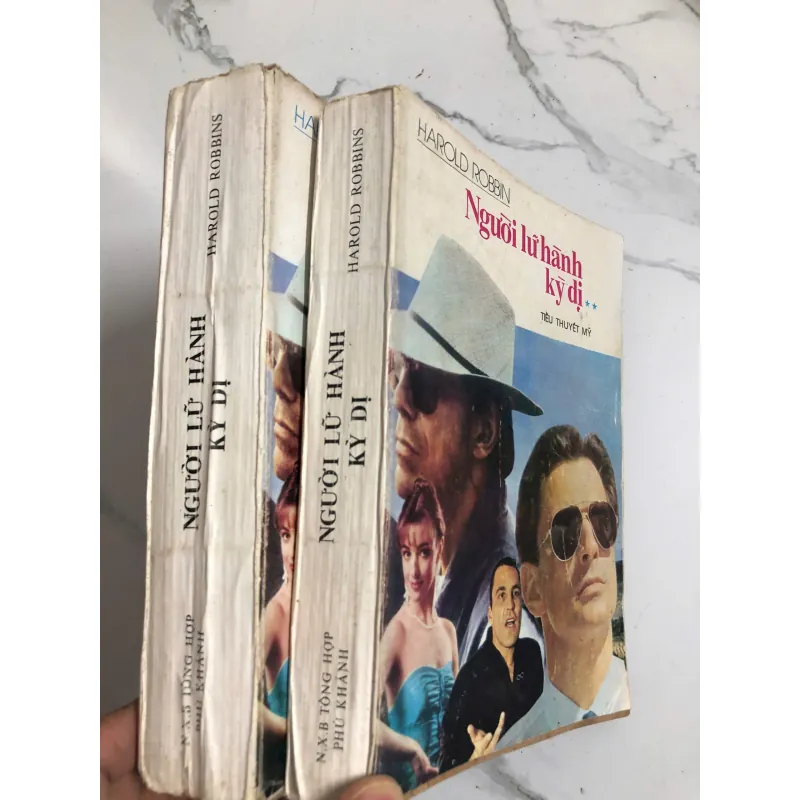 HAROLD ROBBINS
NGƯỜI LỮ HÀNH
KỲ DỊ
N.X.B TỔNG HỢP
PHÚ KHÁNH
HA
HAROLD ROBBINS
NGƯỜI LỮ HÀNH
KỲ DỊ
N.X.B TỔNG HỢP
PHÚ KHÁNH
HAROLD ROBBIN
Người lữ hành
kỳ dị **
TIỂU THUYẾT MỸ